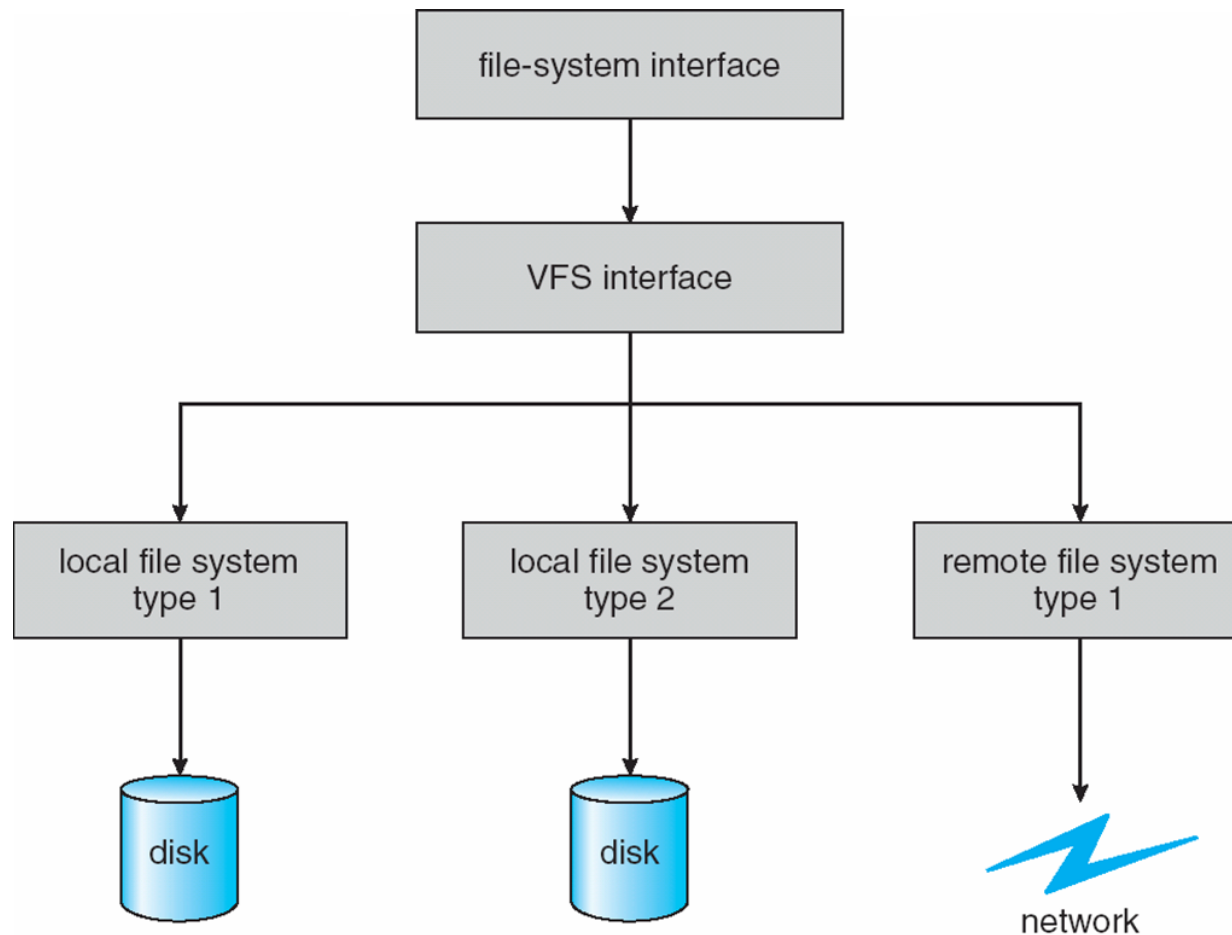 file-system interface
VFS interface
local file system
type 1
local file system
type 2
remote file system
type 1
disk
disk
network